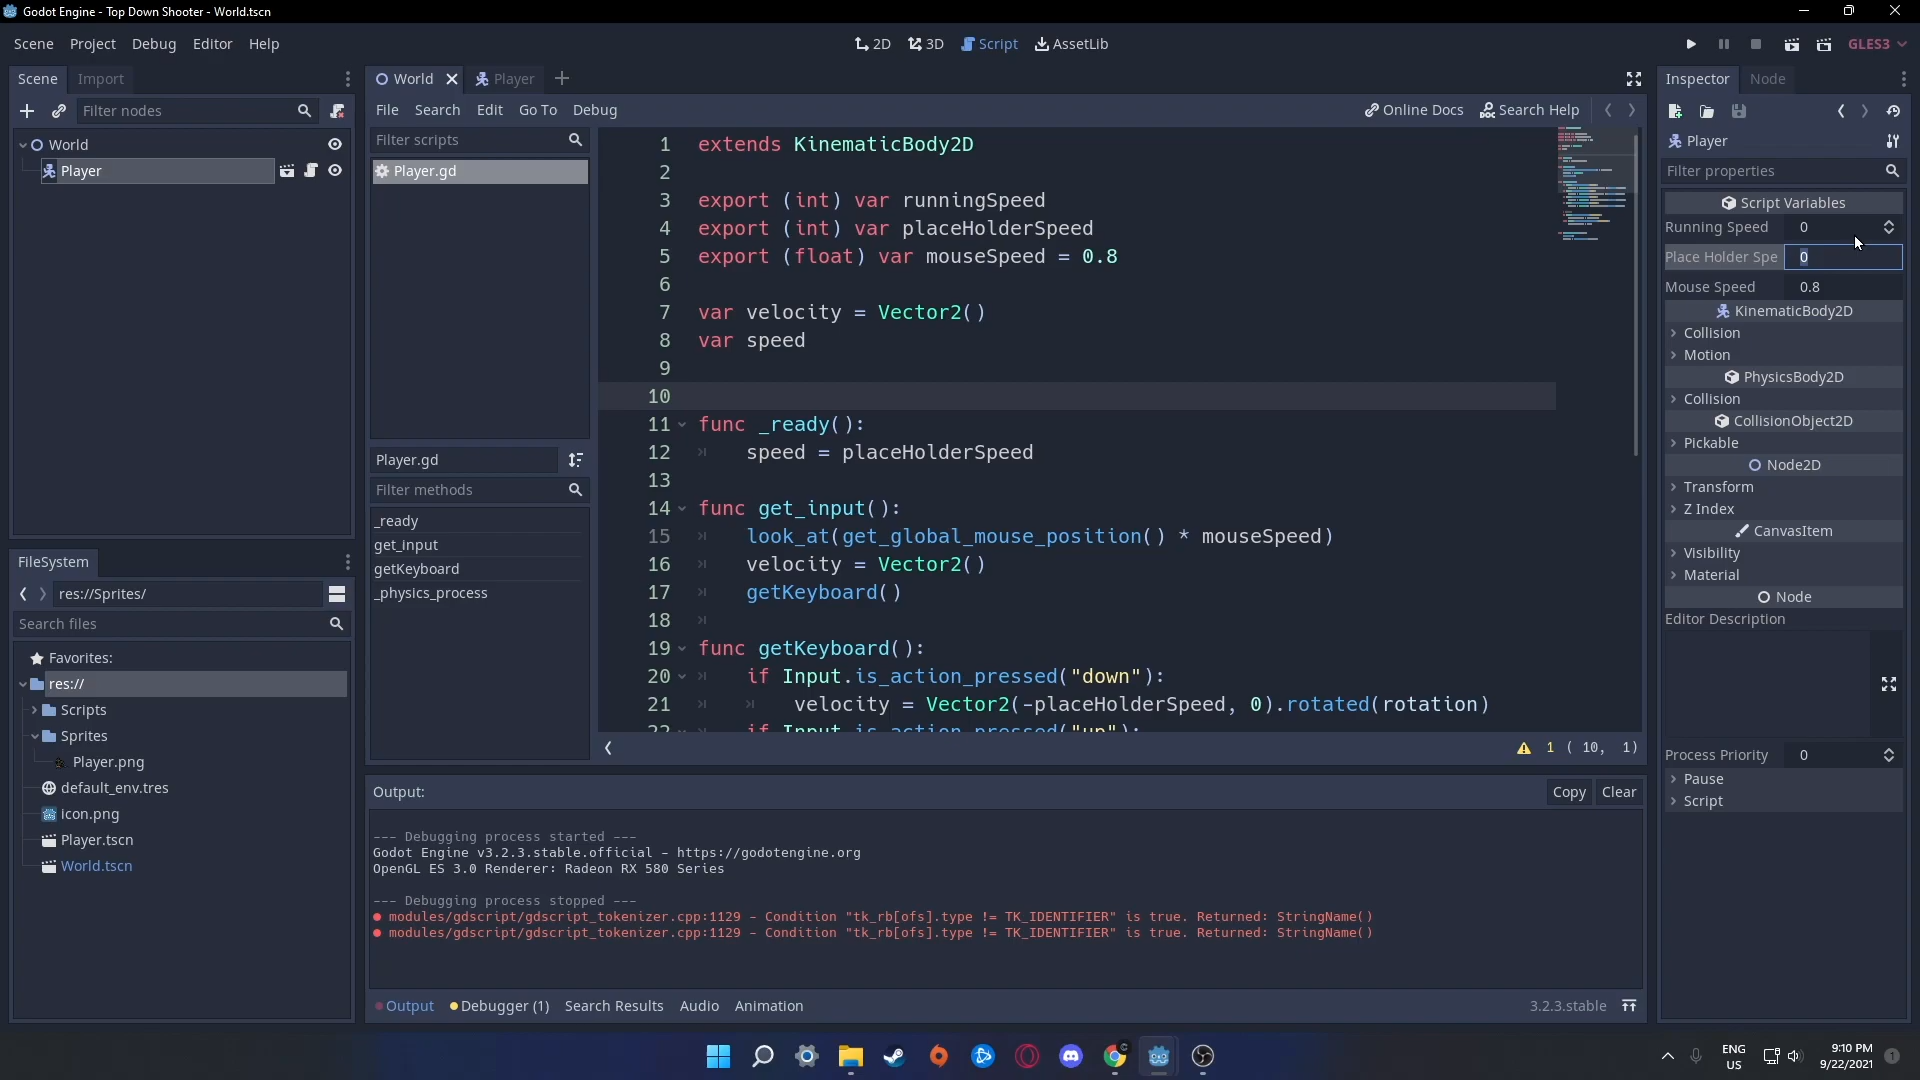 Godot Engine - Top Down Shooter - World.tscn
Scene Project Debug Editor Help
2D 3D Script AssetLib
GLES3
Scene Import
Filter nodes
World
Player
FileSystem
res://Sprites/
Search files
Favorites:
res://
Scripts
Sprites
Player.png
default_env.tres
icon.png
Player.tscn
World.tscn
World Player
File Search Edit Go To Debug
Online Docs Search Help
Filter scripts
Player.gd
Player.gd
Filter methods
_ready
get_input
getKeyboard
_physics_process
1 extends KinematicBody2D
2
3 export (int) var runningSpeed
4 export (int) var placeHolderSpeed
5 export (float) var mouseSpeed = 0.8
6
7 var velocity = Vector2()
8 var speed
9
10
11 func _ready():
12 speed = placeHolderSpeed
13
14 func get_input():
15 look_at(get_global_mouse_position() * mouseSpeed)
16 velocity = Vector2()
17 getKeyboard()
18
19 func getKeyboard():
20 if Input.is_action_pressed("down"):
21 velocity = Vector2(-placeHolderSpeed, 0).rotated(rotation)
22 if Input.is_action_pressed("up"):
1 ( 10, 1)
Output:
Copy Clear
--- Debugging process started ---
Godot Engine v3.2.3.stable.official - https://godotengine.org
OpenGL ES 3.0 Renderer: Radeon RX 580 Series
--- Debugging process stopped ---
modules/gdscript/gdscript_tokenizer.cpp:1129 - Condition "tk_rb[ofs].type != TK_IDENTIFIER" is true. Returned: StringName()
modules/gdscript/gdscript_tokenizer.cpp:1129 - Condition "tk_rb[ofs].type != TK_IDENTIFIER" is true. Returned: StringName()
Output Debugger (1) Search Results Audio Animation
3.2.3.stable
Inspector Node
Player
Filter properties
Script Variables
Running Speed 0
Place Holder Spe 0
Mouse Speed 0.8
KinematicBody2D
Collision
Motion
PhysicsBody2D
Collision
CollisionObject2D
Pickable
Node2D
Transform
Z Index
CanvasItem
Visibility
Material
Node
Editor Description
Process Priority 0
Pause
Script
ENG
US
9:10 PM
9/22/2021
1